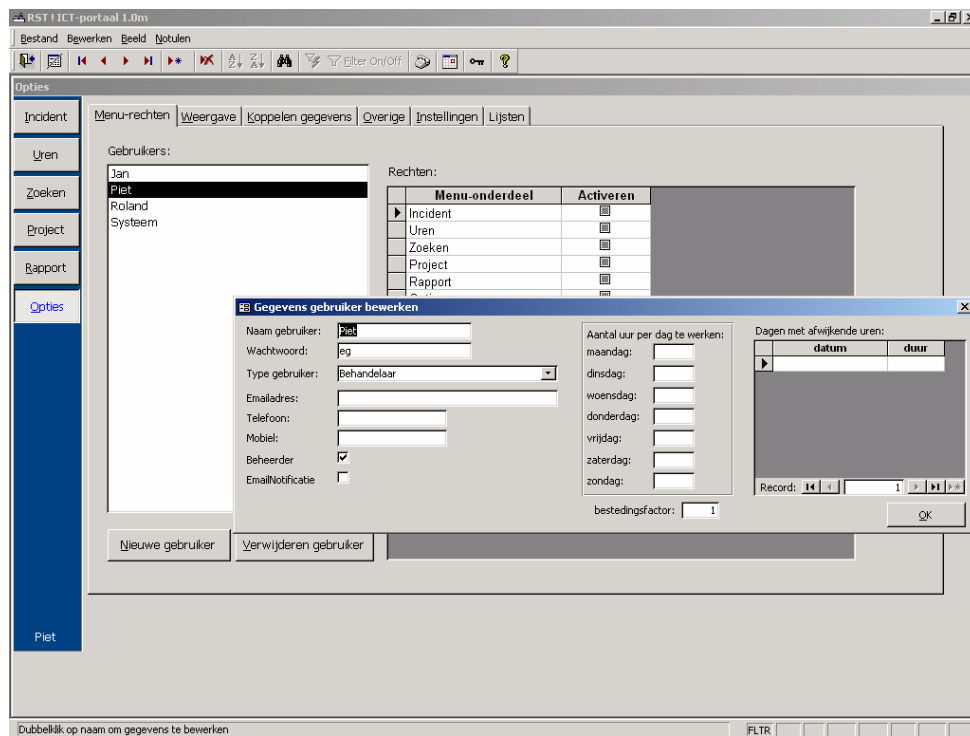 RST ! ICT-portaal 1.0m
Bestand Bewerken Beeld Notulen
Filter On/Off
Opties
Incident
Uren
Zoeken
Project
Rapport
Opties
Piet
Menu-rechten Weergave Koppelen gegevens Overige Instellingen Lijsten
Gebruikers:
Jan
Piet
Roland
Systeem
Rechten:
Menu-onderdeel Activeren
Incident
Uren
Zoeken
Project
Rapport
Gegevens gebruiker bewerken
Naam gebruiker: Piet
Wachtwoord: eg
Type gebruiker: Behandelaar
Emailadres:
Telefoon:
Mobiel:
Beheerder
EmailNotificatie
Aantal uur per dag te werken:
maandag:
dinsdag:
woensdag:
donderdag:
vrijdag:
zaterdag:
zondag:
bestedingsfactor: 1
Dagen met afwijkende uren:
datum duur
Record: 1
OK
Nieuwe gebruiker Verwijderen gebruiker
Dubbelklik op naam om gegevens te bewerken FLTR